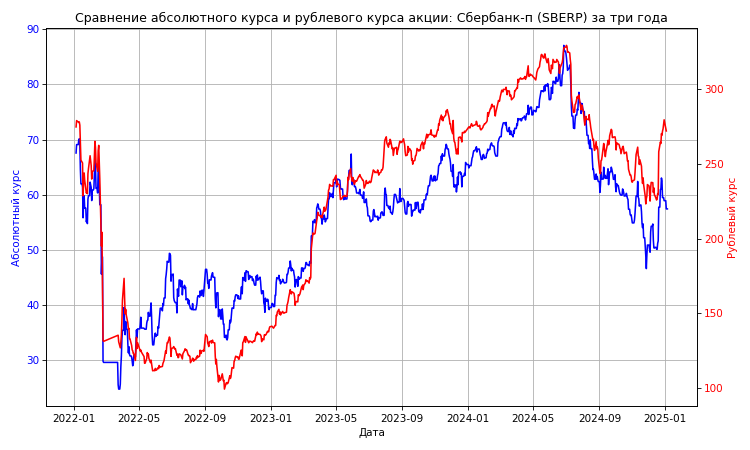 Сравнение абсолютного курса и рублевого курса акции: Сбербанк-п (SBERP) за три года
90
80
70
60
50
40
30
Абсолютный курс
300
250
200
150
100
Рублевый курс
2022-01 2022-05 2022-09 2023-01 2023-05 2023-09 2024-01 2024-05 2024-09 2025-01
Дата